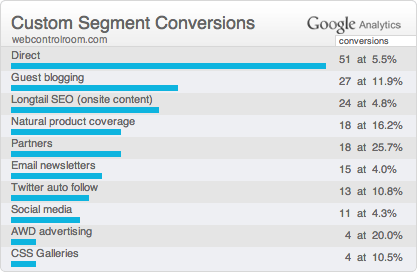 Custom Segment Conversions
Google Analytics
webcontrolroom.com
conversions
Direct 51 at 5.5%
Guest blogging 27 at 11.9%
Longtail SEO (onsite content) 24 at 4.8%
Natural product coverage 18 at 16.2%
Partners 18 at 25.7%
Email newsletters 15 at 4.0%
Twitter auto follow 13 at 10.8%
Social media 11 at 4.3%
AWD advertising 4 at 20.0%
CSS Galleries 4 at 10.5%